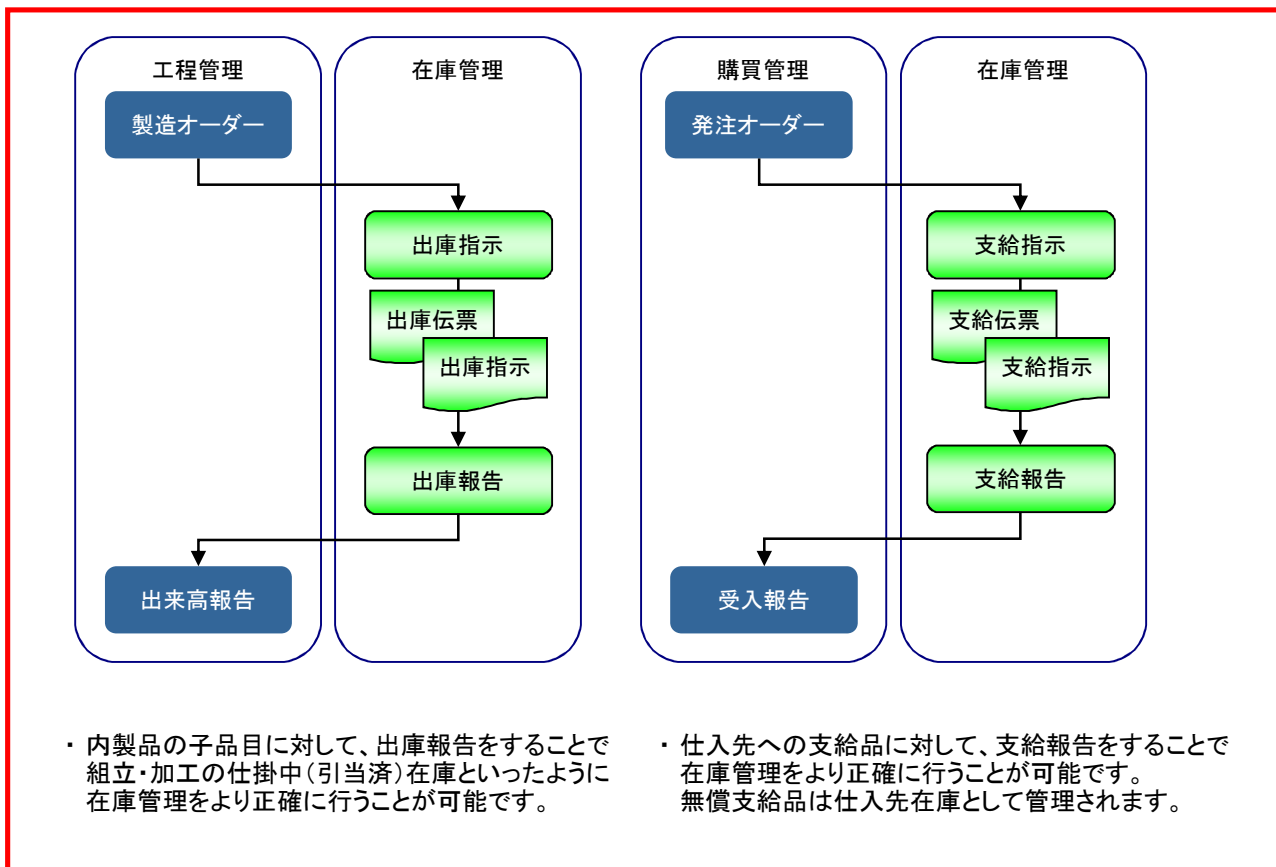 工程管理
在庫管理
製造オーダー
出庫指示
出庫伝票
出庫指示
出庫報告
出来高報告
購買管理
在庫管理
発注オーダー
支給指示
支給伝票
支給指示
支給報告
受入報告
・ 内製品の子品目に対して、出庫報告をすることで
組立・加工の仕掛中(引当済)在庫といったように
在庫管理をより正確に行うことが可能です。
・ 仕入先への支給品に対して、支給報告をすることで
在庫管理をより正確に行うことが可能です。
無償支給品は仕入先在庫として管理されます。